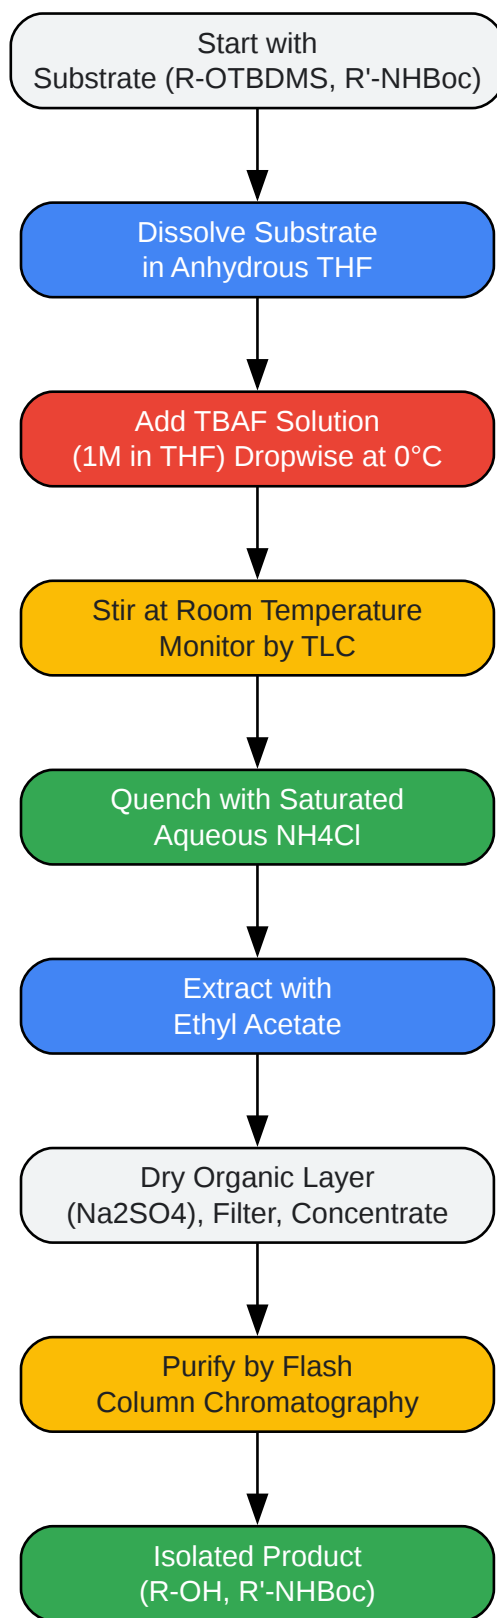 Start with
Substrate (R-OTBDMS, R'-NHBoc)
Dissolve Substrate
in Anhydrous THF
Add TBAF Solution
(1M in THF) Dropwise at 0°C
Stir at Room Temperature
Monitor by TLC
Quench with Saturated
Aqueous NH4Cl
Extract with
Ethyl Acetate
Dry Organic Layer
(Na2SO4), Filter, Concentrate
Purify by Flash
Column Chromatography
Isolated Product
(R-OH, R'-NHBoc)